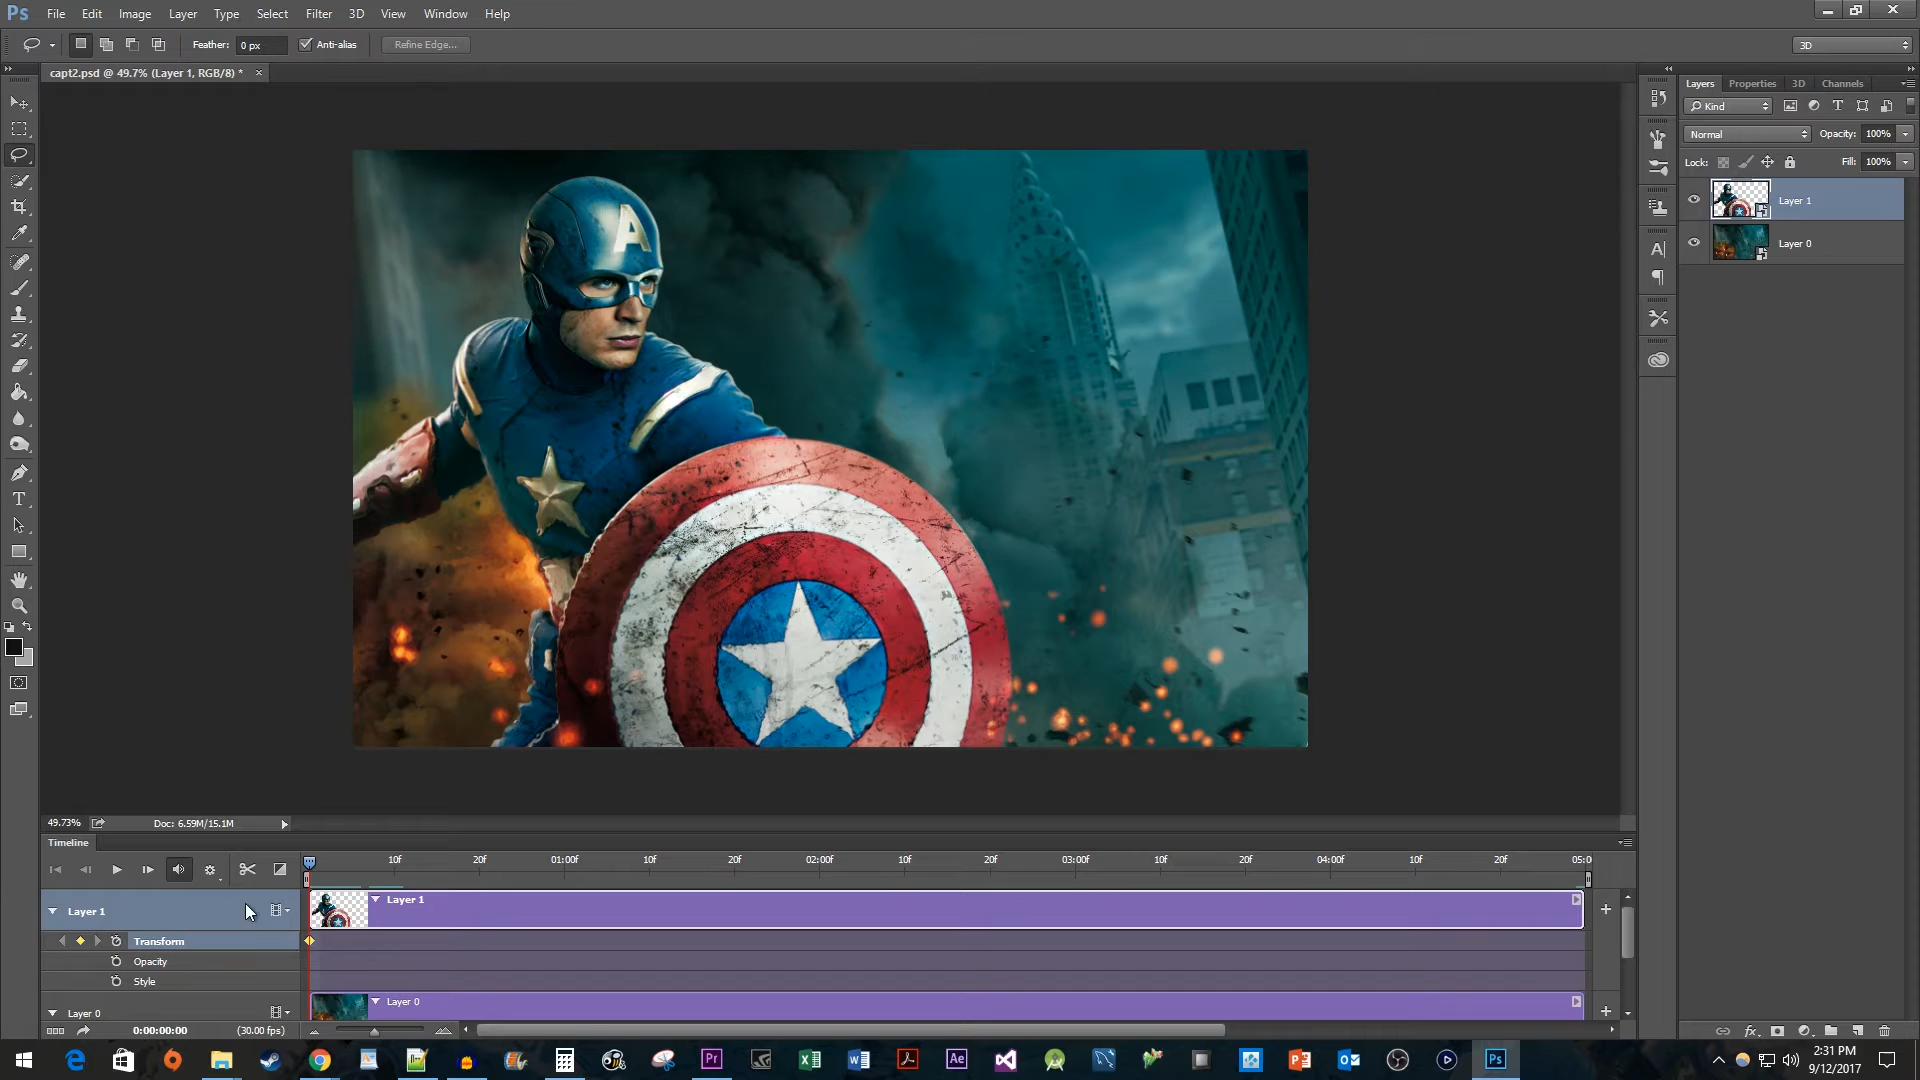 Ps File Edit Image Layer Type Select Filter 3D View Window Help
Feather: 0 px Anti-alias Refine Edge... 3D
capt2.psd @ 49.7% (Layer 1, RGB/8) * ×
Layers Properties 3D Channels
Kind
Normal Opacity: 100%
Lock: Fill: 100%
Layer 1
Layer 0
A
49.73% Doc: 6.59M/15.1M
Timeline
10f 20f 01:00f 10f 20f 02:00f 10f 20f 03:00f 10f 20f 04:00f 10f 20f 05:0
Layer 1 Layer 1
Transform
Opacity
Style
Layer 0 Layer 0
0:00:00:00 (30.00 fps)
Pr Ae Ps
2:31 PM
9/12/2017